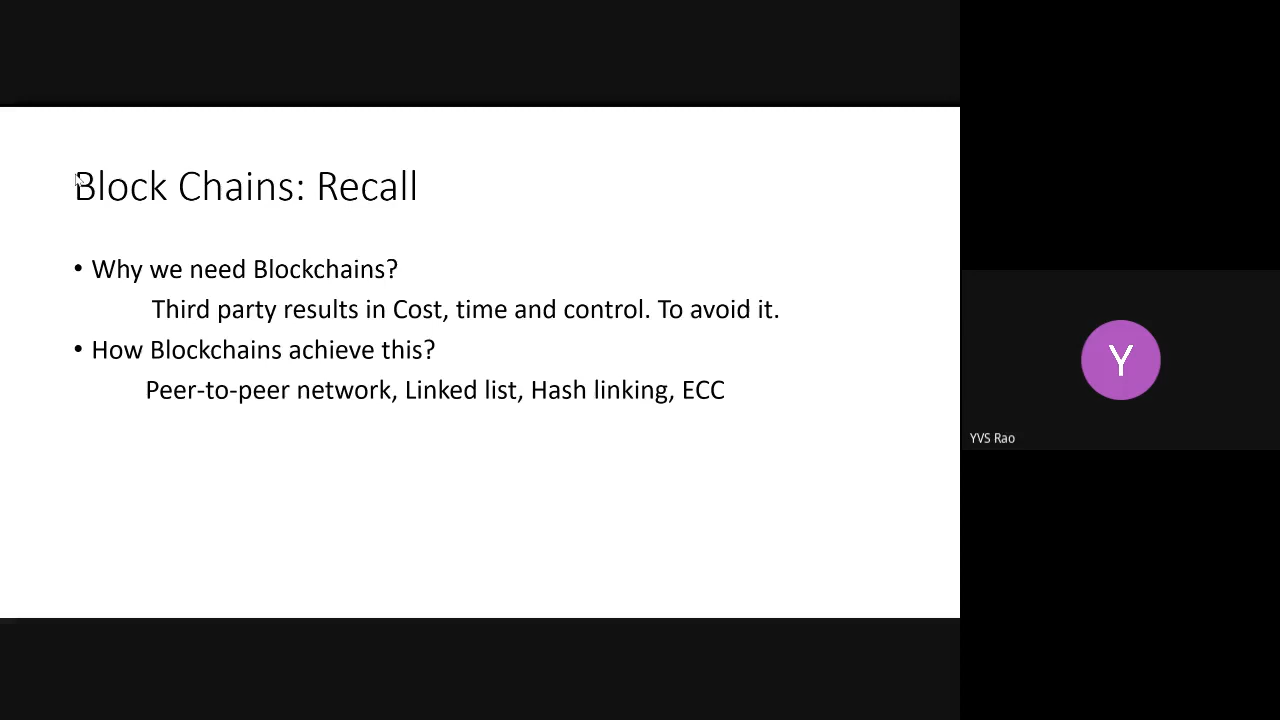 Block Chains: Recall
• Why we need Blockchains?
Third party results in Cost, time and control. To avoid it.
• How Blockchains achieve this?
Peer-to-peer network, Linked list, Hash linking, ECC
Y
YVS Rao